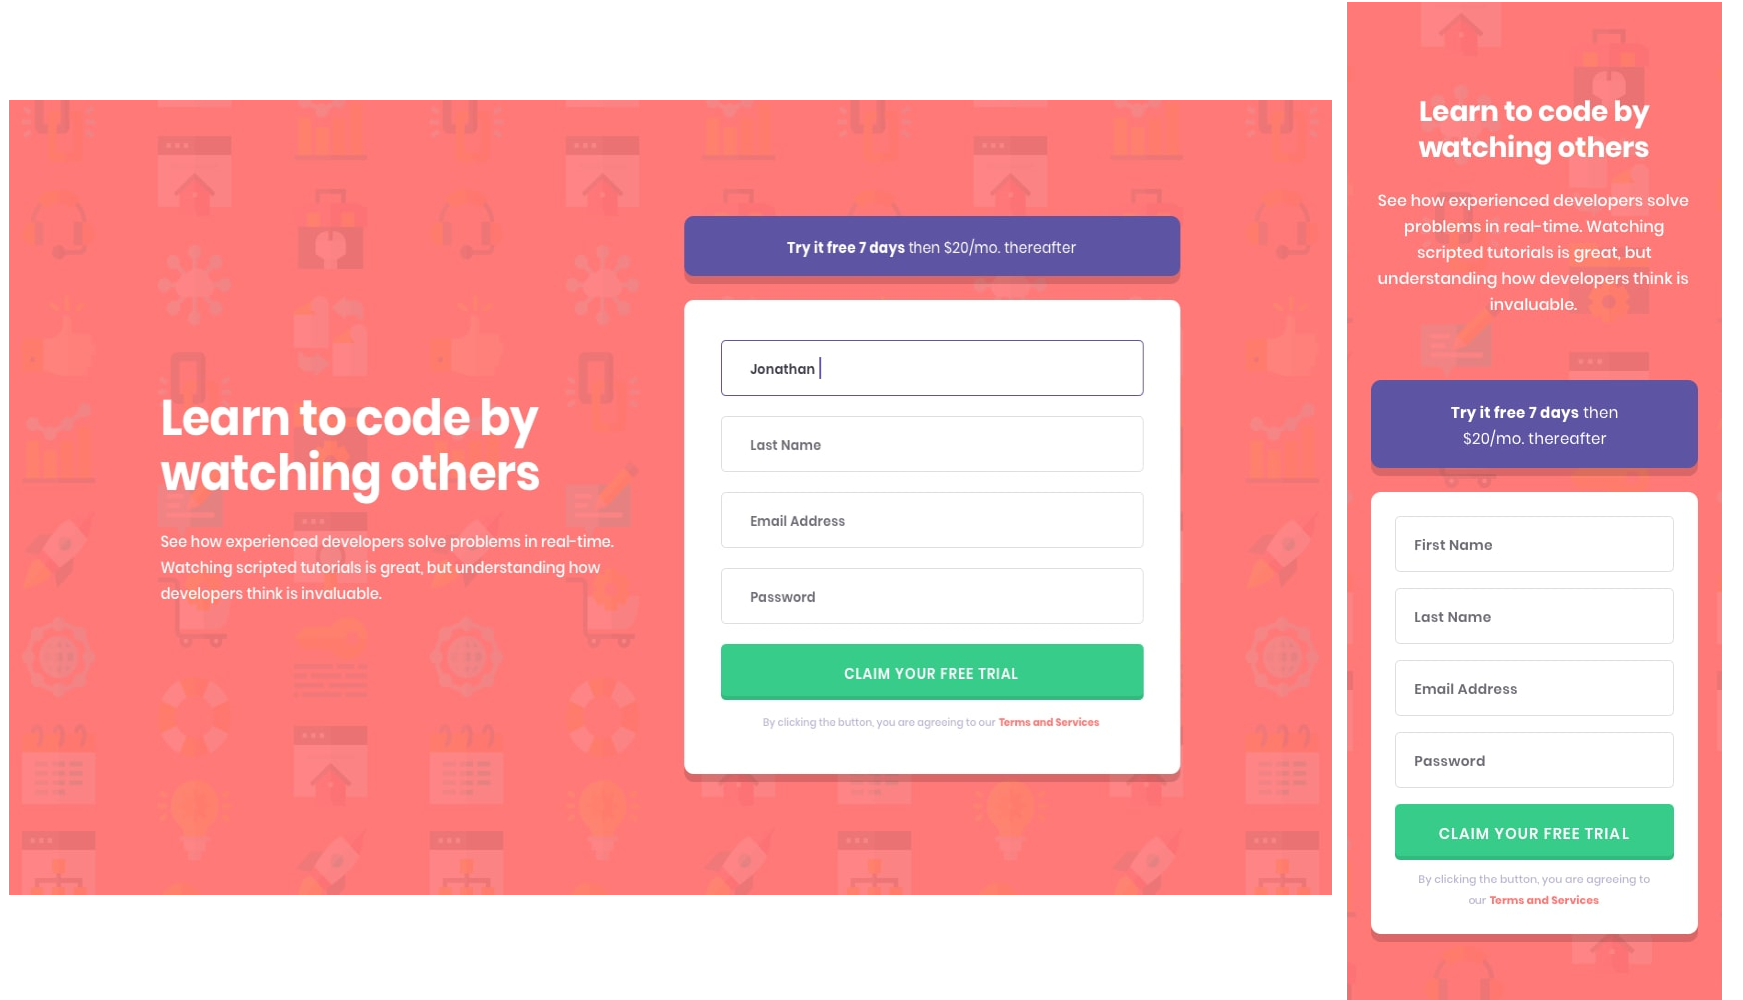 Learn to code by
watching others
See how experienced developers solve problems in real-time.
Watching scripted tutorials is great, but understanding how
developers think is invaluable.
Try it free 7 days then $20/mo. thereafter
Jonathan
Last Name
Email Address
Password
CLAIM YOUR FREE TRIAL
By clicking the button, you are agreeing to our Terms and Services
Learn to code by
watching others
See how experienced developers solve
problems in real-time. Watching
scripted tutorials is great, but
understanding how developers think is
invaluable.
Try it free 7 days then
$20/mo. thereafter
First Name
Last Name
Email Address
Password
CLAIM YOUR FREE TRIAL
By clicking the button, you are agreeing to
our Terms and Services